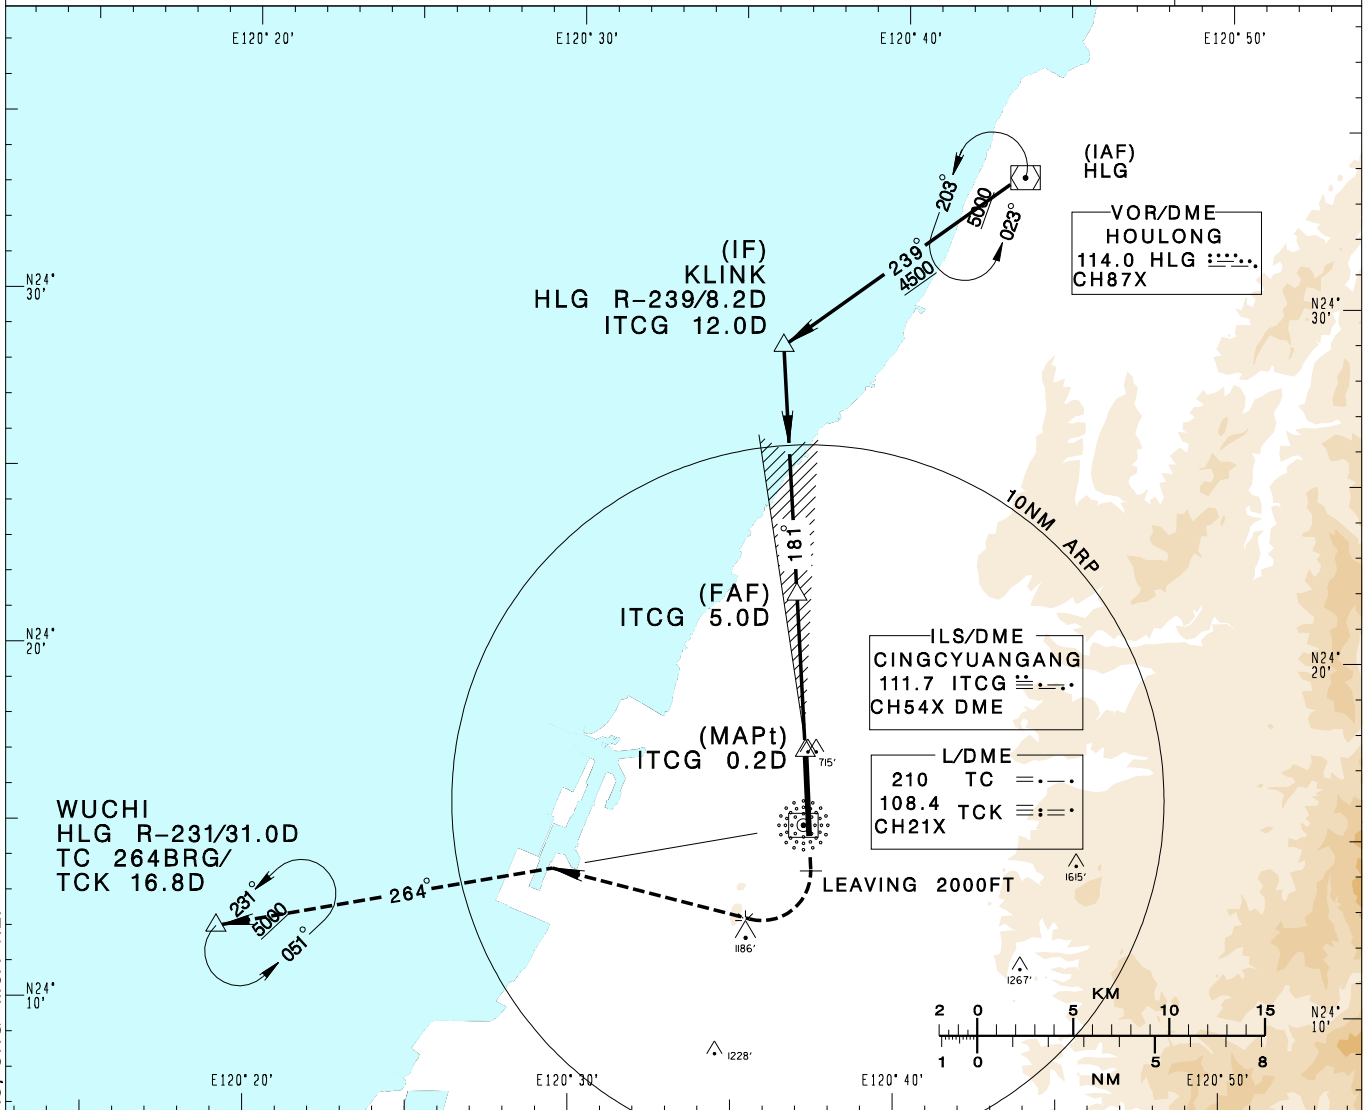 E120° 20'
E120° 30'
E120° 40'
E120° 50'
(IAF)
HLG
203°
5000
023°
VOR/DME
HOULONG
114.0 HLG
CH87X
(IF)
KLINK
HLG R-239/8.2D
ITCG 12.0D
239°
4500
N24°
30'
N24°
30'
10NM ARP
181°
(FAF)
ITCG 5.0D
ILS/DME
CINGCYUANGANG
111.7 ITCG
CH54X DME
N24°
20'
N24°
20'
(MAPt)
ITCG 0.2D
715'
L/DME
210 TC
108.4 TCK
CH21X
WUCHI
HLG R-231/31.0D
TC 264BRG/
TCK 16.8D
231°
5000
051°
264°
LEAVING 2000FT
1615'
1186'
1267'
1228'
N24°
10'
N24°
10'
KM
2 0 5 10 15
1 0 5 8
NM
E120° 20'
E120° 30'
E120° 40'
E120° 50'